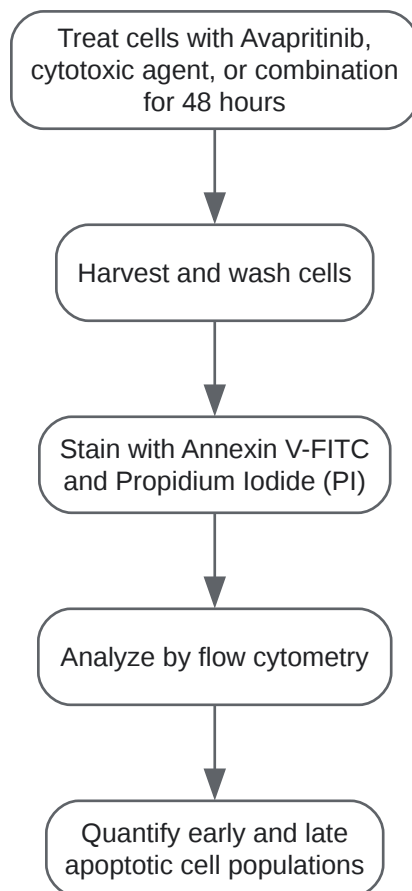 Treat cells with Avapritinib,
cytotoxic agent, or combination
for 48 hours
Harvest and wash cells
Stain with Annexin V-FITC
and Propidium Iodide (PI)
Analyze by flow cytometry
Quantify early and late
apoptotic cell populations